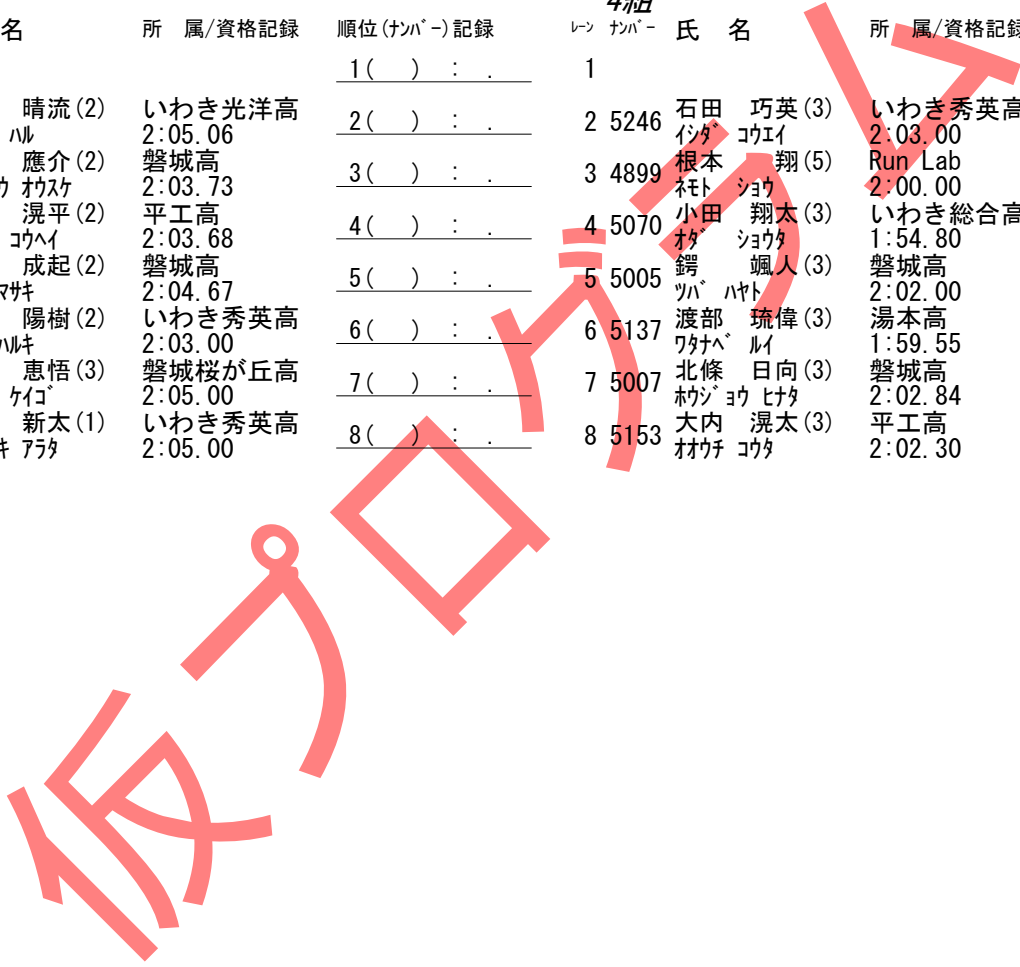 4組
名 所 属/資格記録 順位(ナンバー)記録 レーン ナンバー 氏 名 所 属/資格記録
1( ) : . 1
晴流(2) いわき光洋高 2( ) : . 2 5246 石田 巧英(3) いわき秀英高
ハル 2:05.06 イシダ コウエイ 2:03.00
應介(2) 磐城高 3( ) : . 3 4899 根本 翔(5) Run Lab
ウ オウスケ 2:03.73 ネモト ショウ 2:00.00
滉平(2) 平工高 4( ) : . 4 5070 小田 翔太(3) いわき総合高
コウヘイ 2:03.68 オダ ショウタ 1:54.80
成起(2) 磐城高 5( ) : . 5 5005 鍔 颯人(3) 磐城高
マサキ 2:04.67 ツバ ハヤト 2:02.00
陽樹(2) いわき秀英高 6( ) : . 6 5137 渡部 琉偉(3) 湯本高
ハルキ 2:03.00 ワタナベ ルイ 1:59.55
恵悟(3) 磐城桜が丘高 7( ) : . 7 5007 北條 日向(3) 磐城高
ケイゴ 2:05.00 ホウジョウ ヒナタ 2:02.84
新太(1) いわき秀英高 8( ) : . 8 5153 大内 滉太(3) 平工高
キ アラタ 2:05.00 オオウチ コウタ 2:02.30
仮プログラム